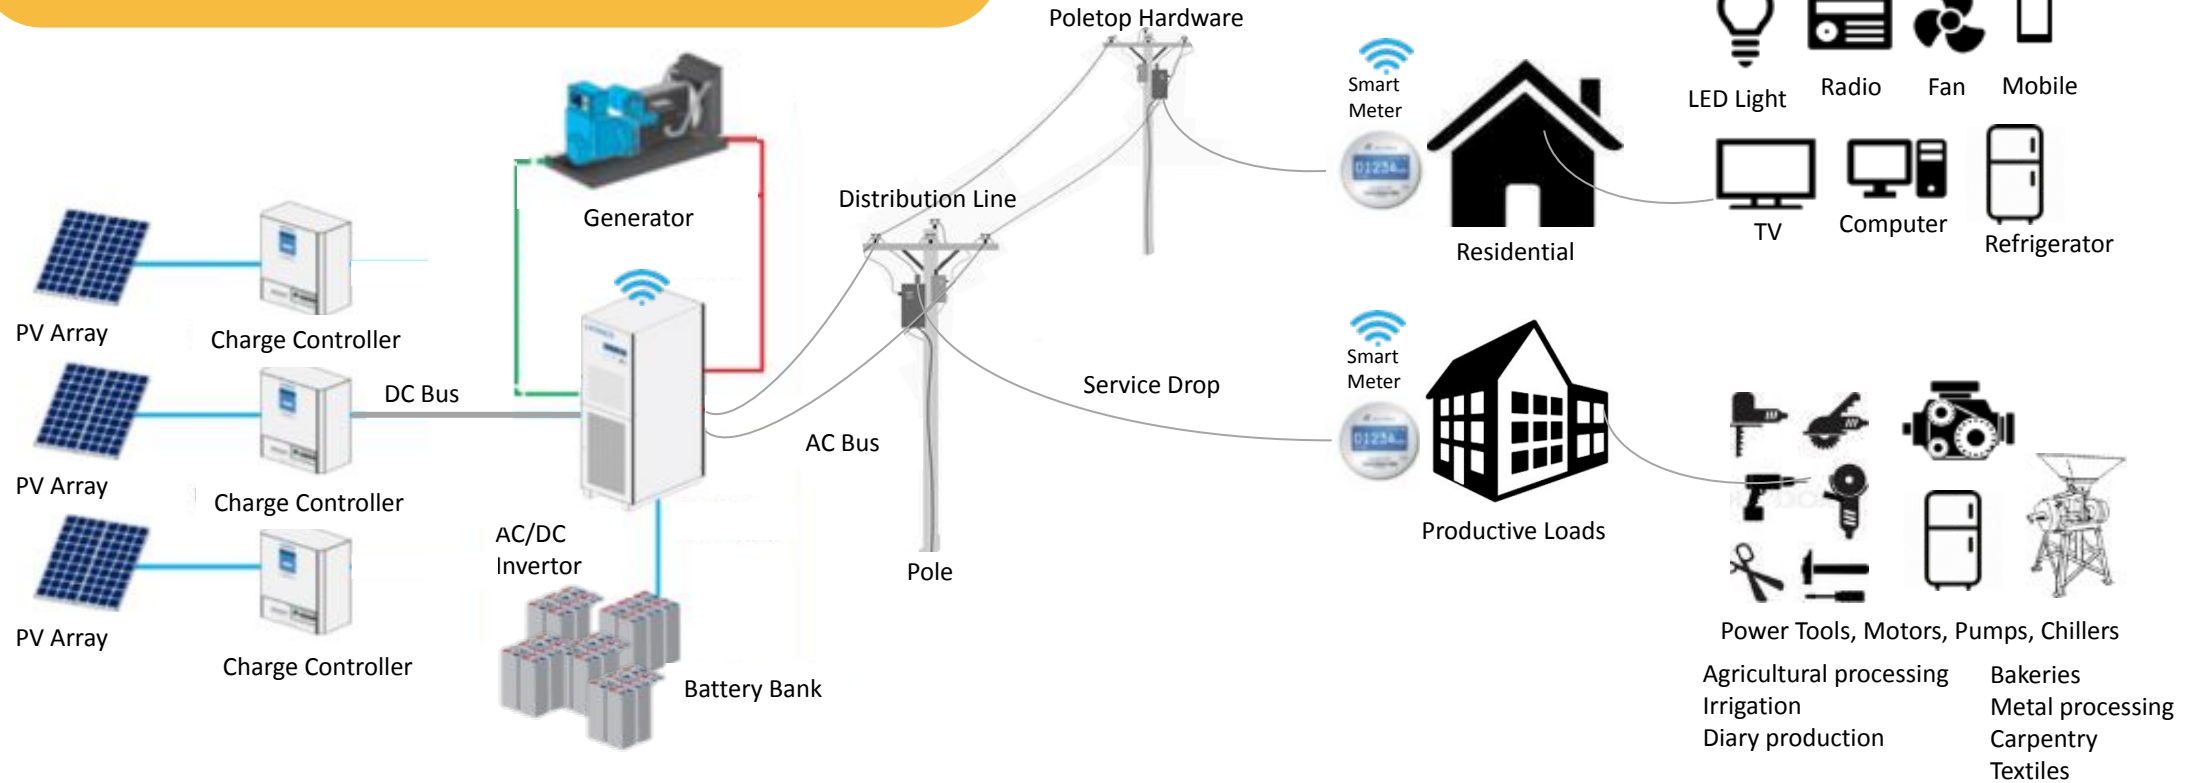 Poletop Hardware
Smart
Meter
LED Light
Radio
Fan
Mobile
Generator
Distribution Line
Residential
TV
Computer
Refrigerator
PV Array
Charge Controller
DC Bus
AC Bus
Service Drop
Smart
Meter
PV Array
Charge Controller
AC/DC
Invertor
Pole
Productive Loads
PV Array
Charge Controller
Battery Bank
Power Tools, Motors, Pumps, Chillers
Agricultural processing
Irrigation
Diary production
Bakeries
Metal processing
Carpentry
Textiles
01234
01234